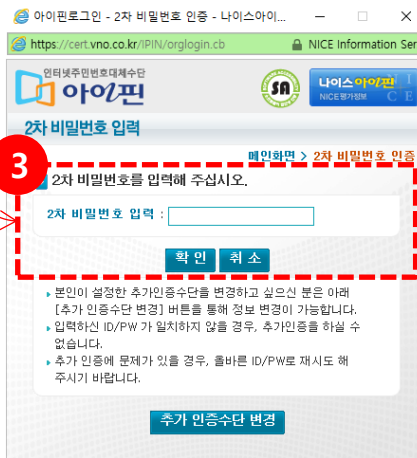 아이핀로그인 - 2차 비밀번호 인증 - 나이스아이...
https://cert.vno.co.kr/IPIN/orglogin.cb NICE Information Ser
인터넷주민번호대체수단
아이핀
SA
나이스아이핀
NICE평가정보
2차 비밀번호 입력
메인화면 > 2차 비밀번호 인증
3
2차 비밀번호를 입력해 주십시오.
2차 비밀번호 입력 :
확 인 취 소
본인이 설정한 추가인증수단을 변경하고 싶으신 분은 아래
[추가 인증수단 변경] 버튼을 통해 정보 변경이 가능합니다.
입력하신 ID/PW 가 일치하지 않을 경우, 추가인증을 하실 수
없습니다.
추가 인증에 문제가 있을 경우, 올바른 ID/PW로 재시도 해
주시기 바랍니다.
추가 인증수단 변경